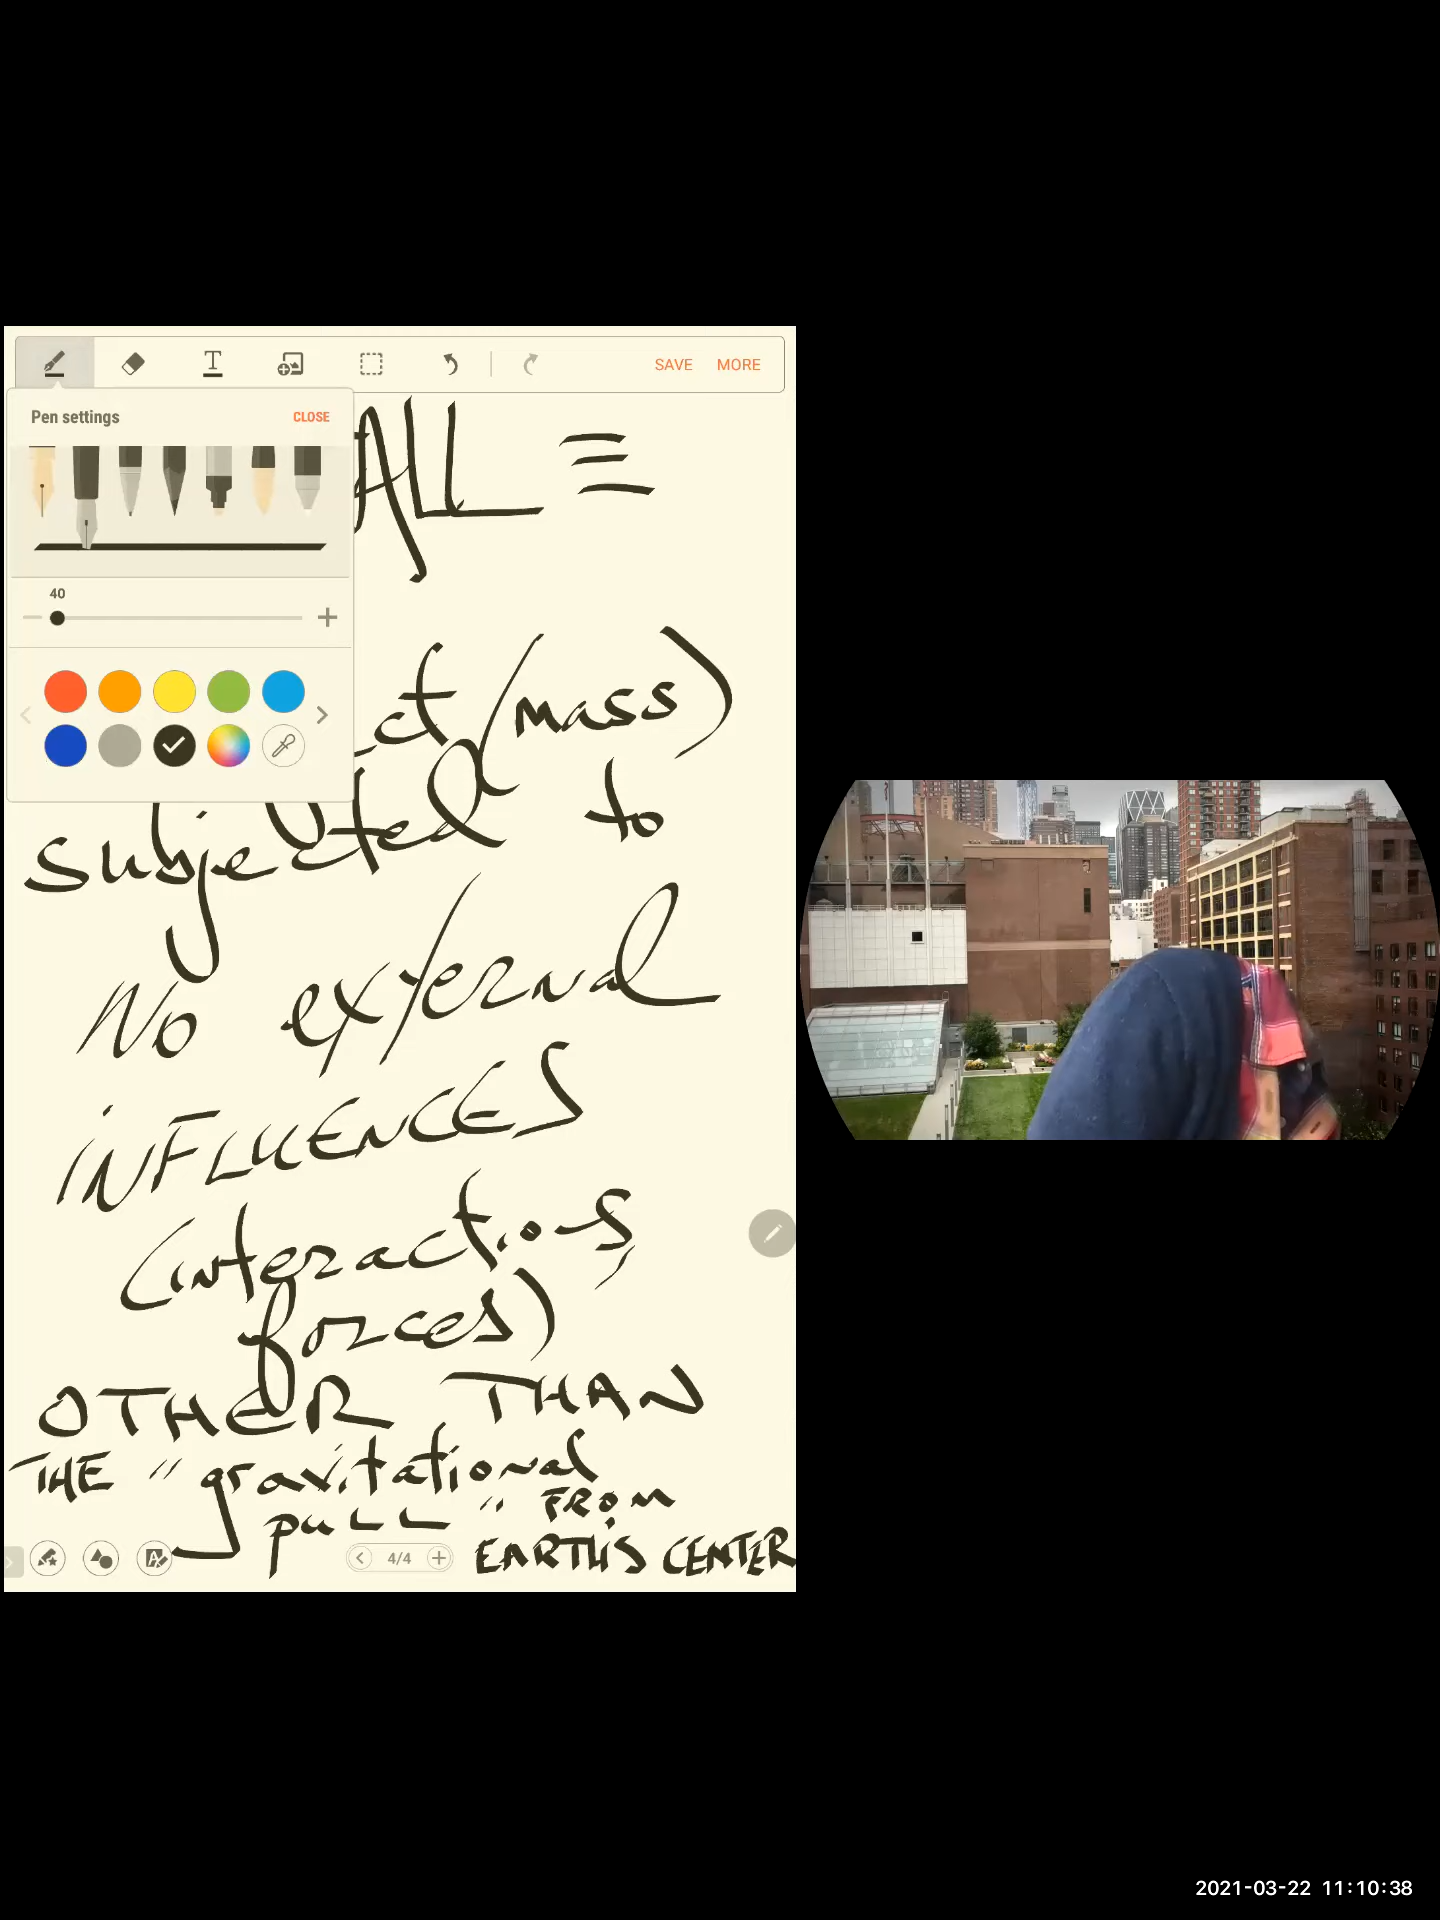 SAVE MORE
Pen settings CLOSE
40
ALL ≡
ct (mass)
subjected to
No external
INFLUENCES
(interactions,
forces)
OTHER THAN
THE "gravitational
pull" FROM
EARTH'S CENTER
4/4
2021-03-22 11:10:38